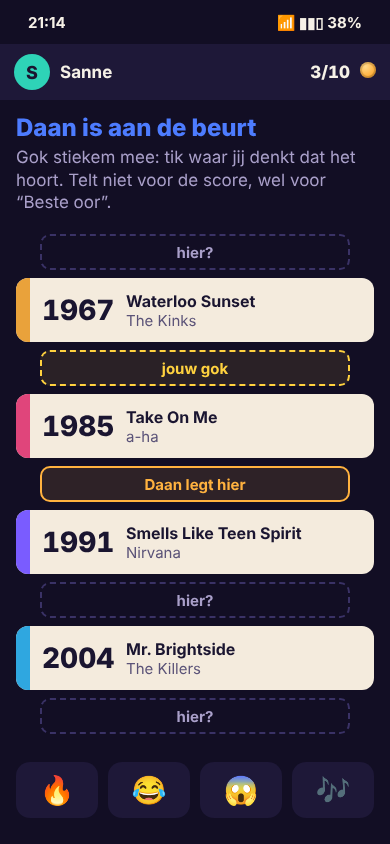 21:14
38%
S Sanne
3/10
Daan is aan de beurt
Gok stiekem mee: tik waar jij denkt dat het
hoort. Telt niet voor de score, wel voor
“Beste oor”.
hier?
1967
Waterloo Sunset
The Kinks
jouw gok
1985
Take On Me
a-ha
Daan legt hier
1991
Smells Like Teen Spirit
Nirvana
hier?
2004
Mr. Brightside
The Killers
hier?